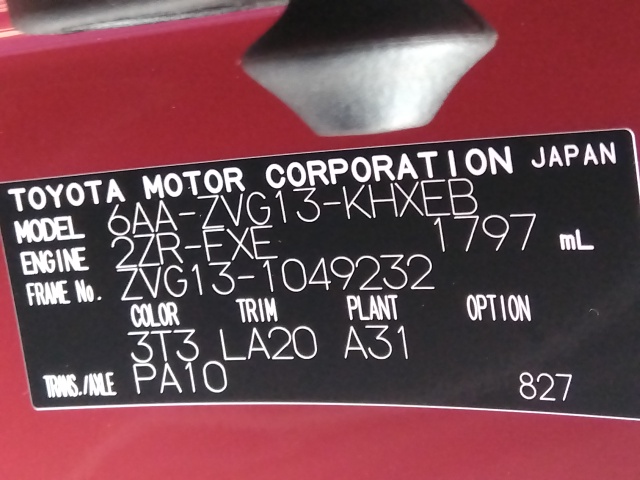 TOYOTA MOTOR CORPORATION JAPAN
MODEL 6AA-ZVG13-KHXEB
ENGINE 2ZR-FXE 1797 mL
FRAME No. ZVG13-1049232
COLOR TRIM PLANT OPTION
3T3 LA20 A31
TRANS./AXLE PA10 827